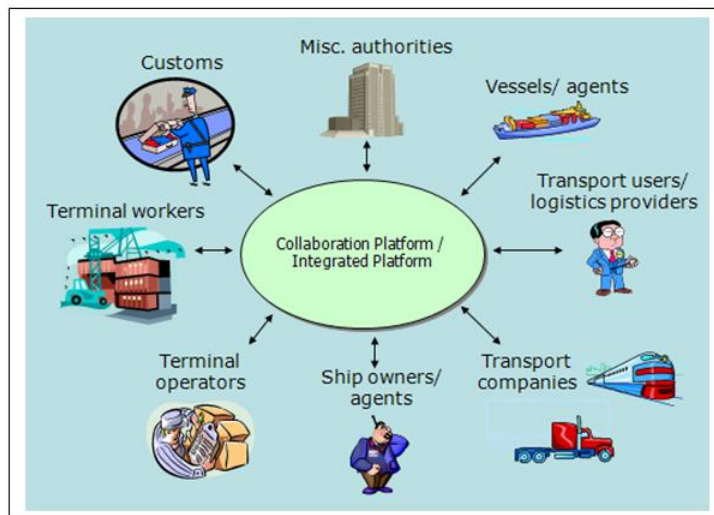 Misc. authorities
Customs
Vessels/ agents
Transport users/
logistics providers
Terminal workers
Collaboration Platform /
Integrated Platform
Terminal
operators
Ship owners/
agents
Transport
companies